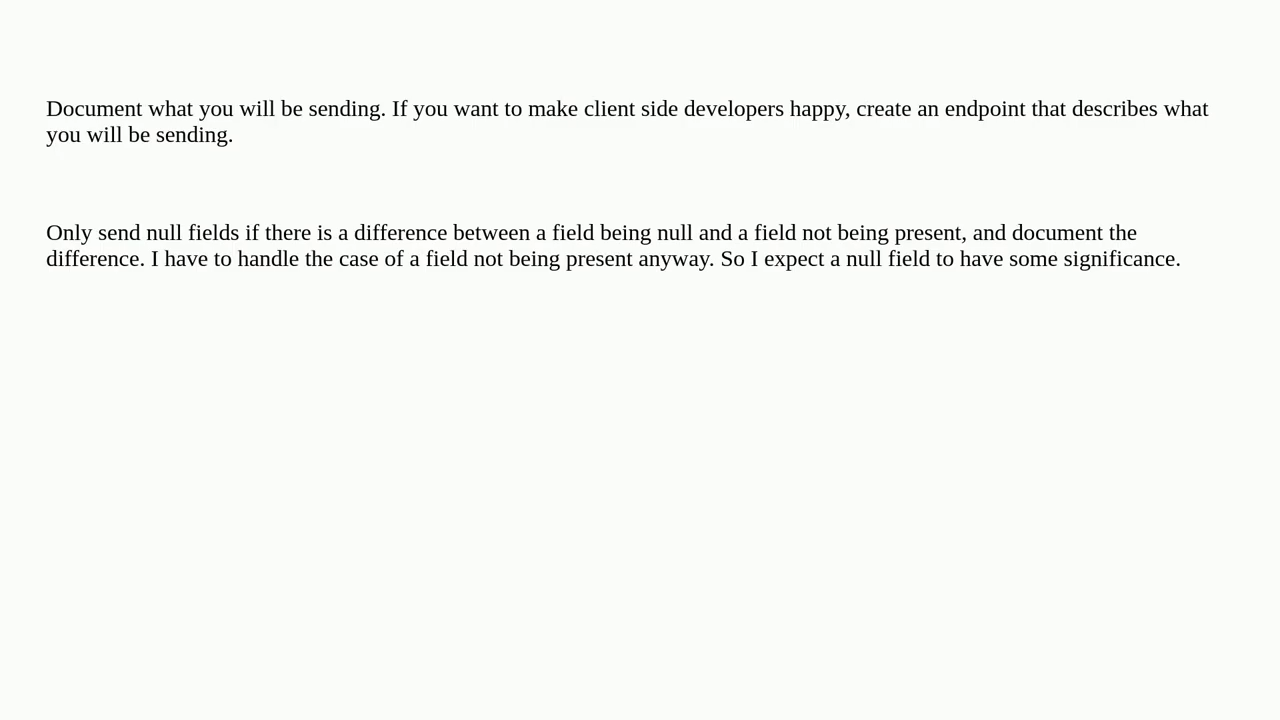 Document what you will be sending. If you want to make client side developers happy, create an endpoint that describes what
you will be sending.
Only send null fields if there is a difference between a field being null and a field not being present, and document the
difference. I have to handle the case of a field not being present anyway. So I expect a null field to have some significance.